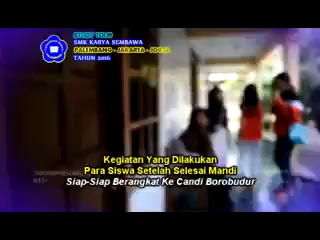 STUDY TOUR
SMK KARYA SEMBAWA
PALEMBANG - JAKARTA - JOGJA
TAHUN 2016
Kegiatan Yang Dilakukan
Para Siswa Setelah Selesai Mandi
Siap-Siap Berangkat Ke Candi Borobudur